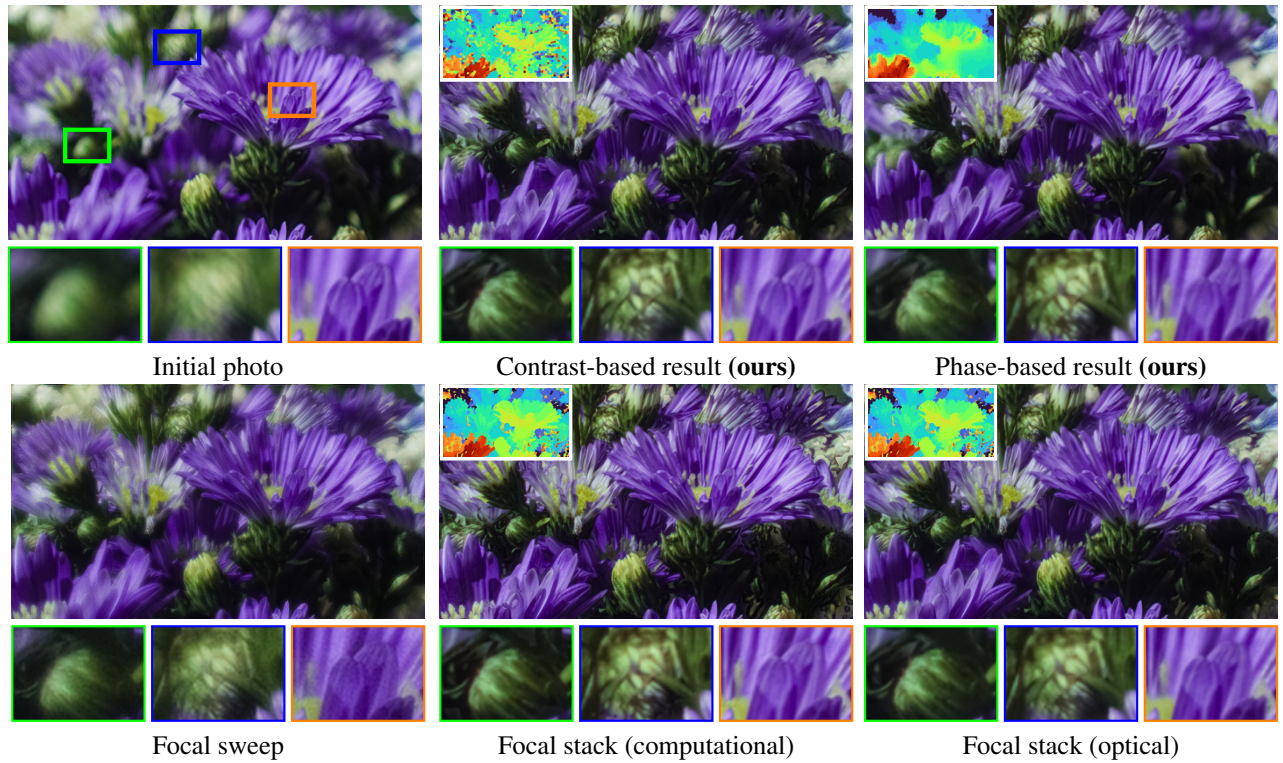 Initial photo
Contrast-based result (ours)
Phase-based result (ours)
Focal sweep
Focal stack (computational)
Focal stack (optical)